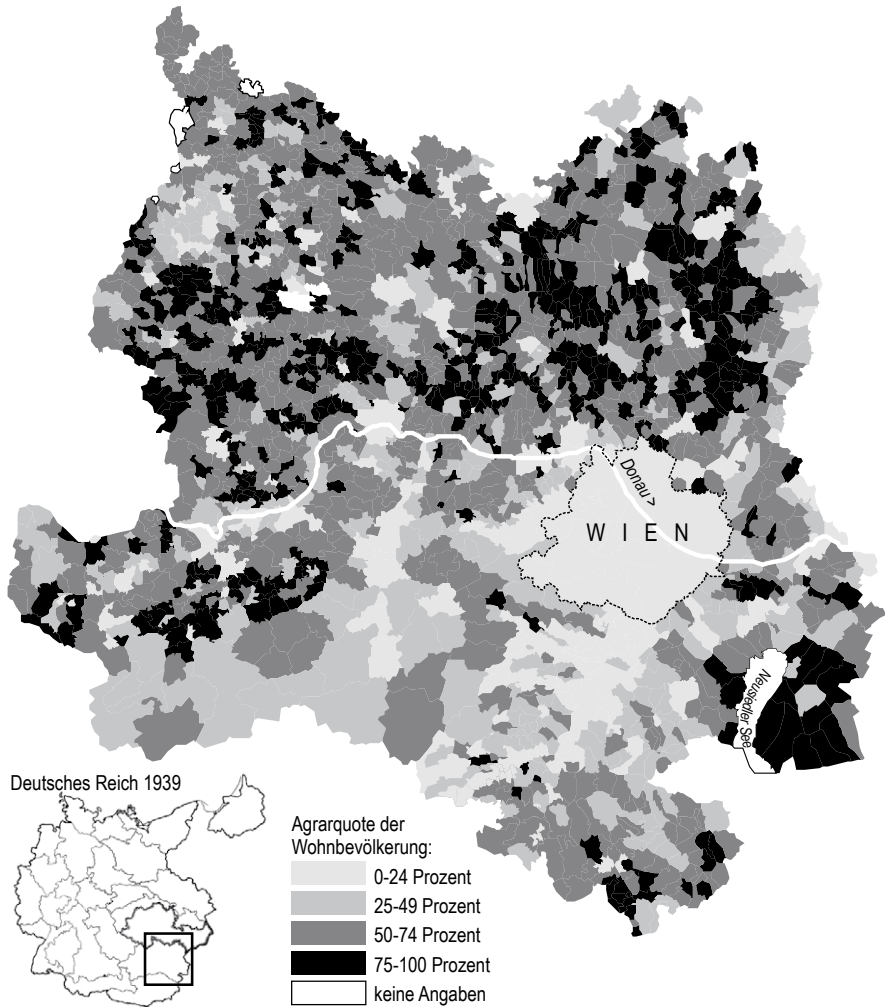 Donau >
W I E N
Neusiedler See
Deutsches Reich 1939
Agrarquote der
Wohnbevölkerung:
0-24 Prozent
25-49 Prozent
50-74 Prozent
75-100 Prozent
keine Angaben